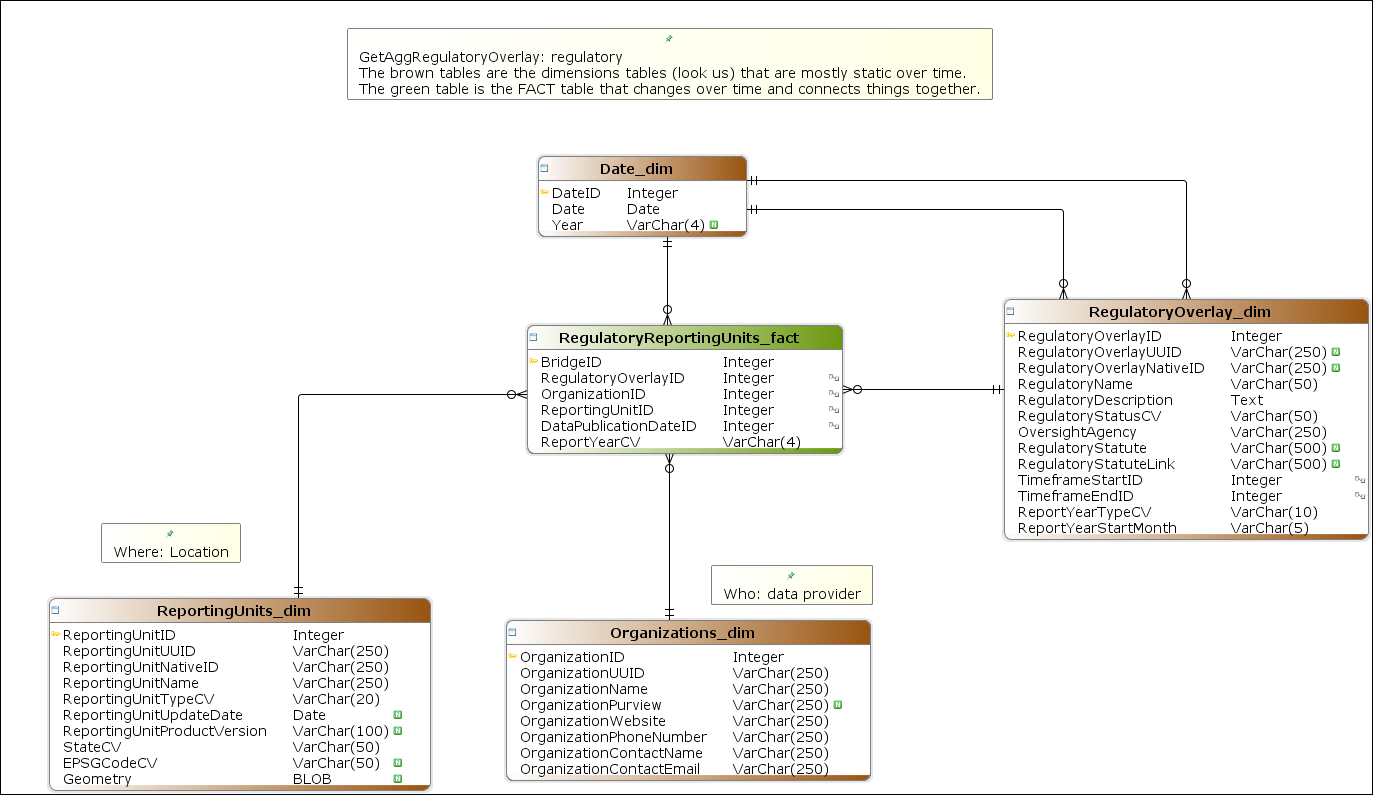 GetAggRegulatoryOverlay: regulatory
The brown tables are the dimensions tables (look us) that are mostly static over time.
The green table is the FACT table that changes over time and connects things together.
Date_dim
DateID Integer
Date Date
Year VarChar(4) N
RegulatoryReportingUnits_fact
BridgeID Integer
RegulatoryOverlayID Integer
OrganizationID Integer
ReportingUnitID Integer
DataPublicationDateID Integer
ReportYearCV VarChar(4)
RegulatoryOverlay_dim
RegulatoryOverlayID Integer
RegulatoryOverlayUUID VarChar(250) N
RegulatoryOverlayNativeID VarChar(250) N
RegulatoryName VarChar(50)
RegulatoryDescription Text
RegulatoryStatusCV VarChar(50)
OversightAgency VarChar(250)
RegulatoryStatute VarChar(500) N
RegulatoryStatuteLink VarChar(500) N
TimeframeStartID Integer
TimeframeEndID Integer
ReportYearTypeCV VarChar(10)
ReportYearStartMonth VarChar(5)
Where: Location
ReportingUnits_dim
ReportingUnitID Integer
ReportingUnitUUID VarChar(250)
ReportingUnitNativeID VarChar(250)
ReportingUnitName VarChar(250)
ReportingUnitTypeCV VarChar(20)
ReportingUnitUpdateDate Date N
ReportingUnitProductVersion VarChar(100) N
StateCV VarChar(50)
EPSGCodeCV VarChar(50) N
Geometry BLOB N
Who: data provider
Organizations_dim
OrganizationID Integer
OrganizationUUID VarChar(250)
OrganizationName VarChar(250)
OrganizationPurview VarChar(250) N
OrganizationWebsite VarChar(250)
OrganizationPhoneNumber VarChar(250)
OrganizationContactName VarChar(250)
OrganizationContactEmail VarChar(250)